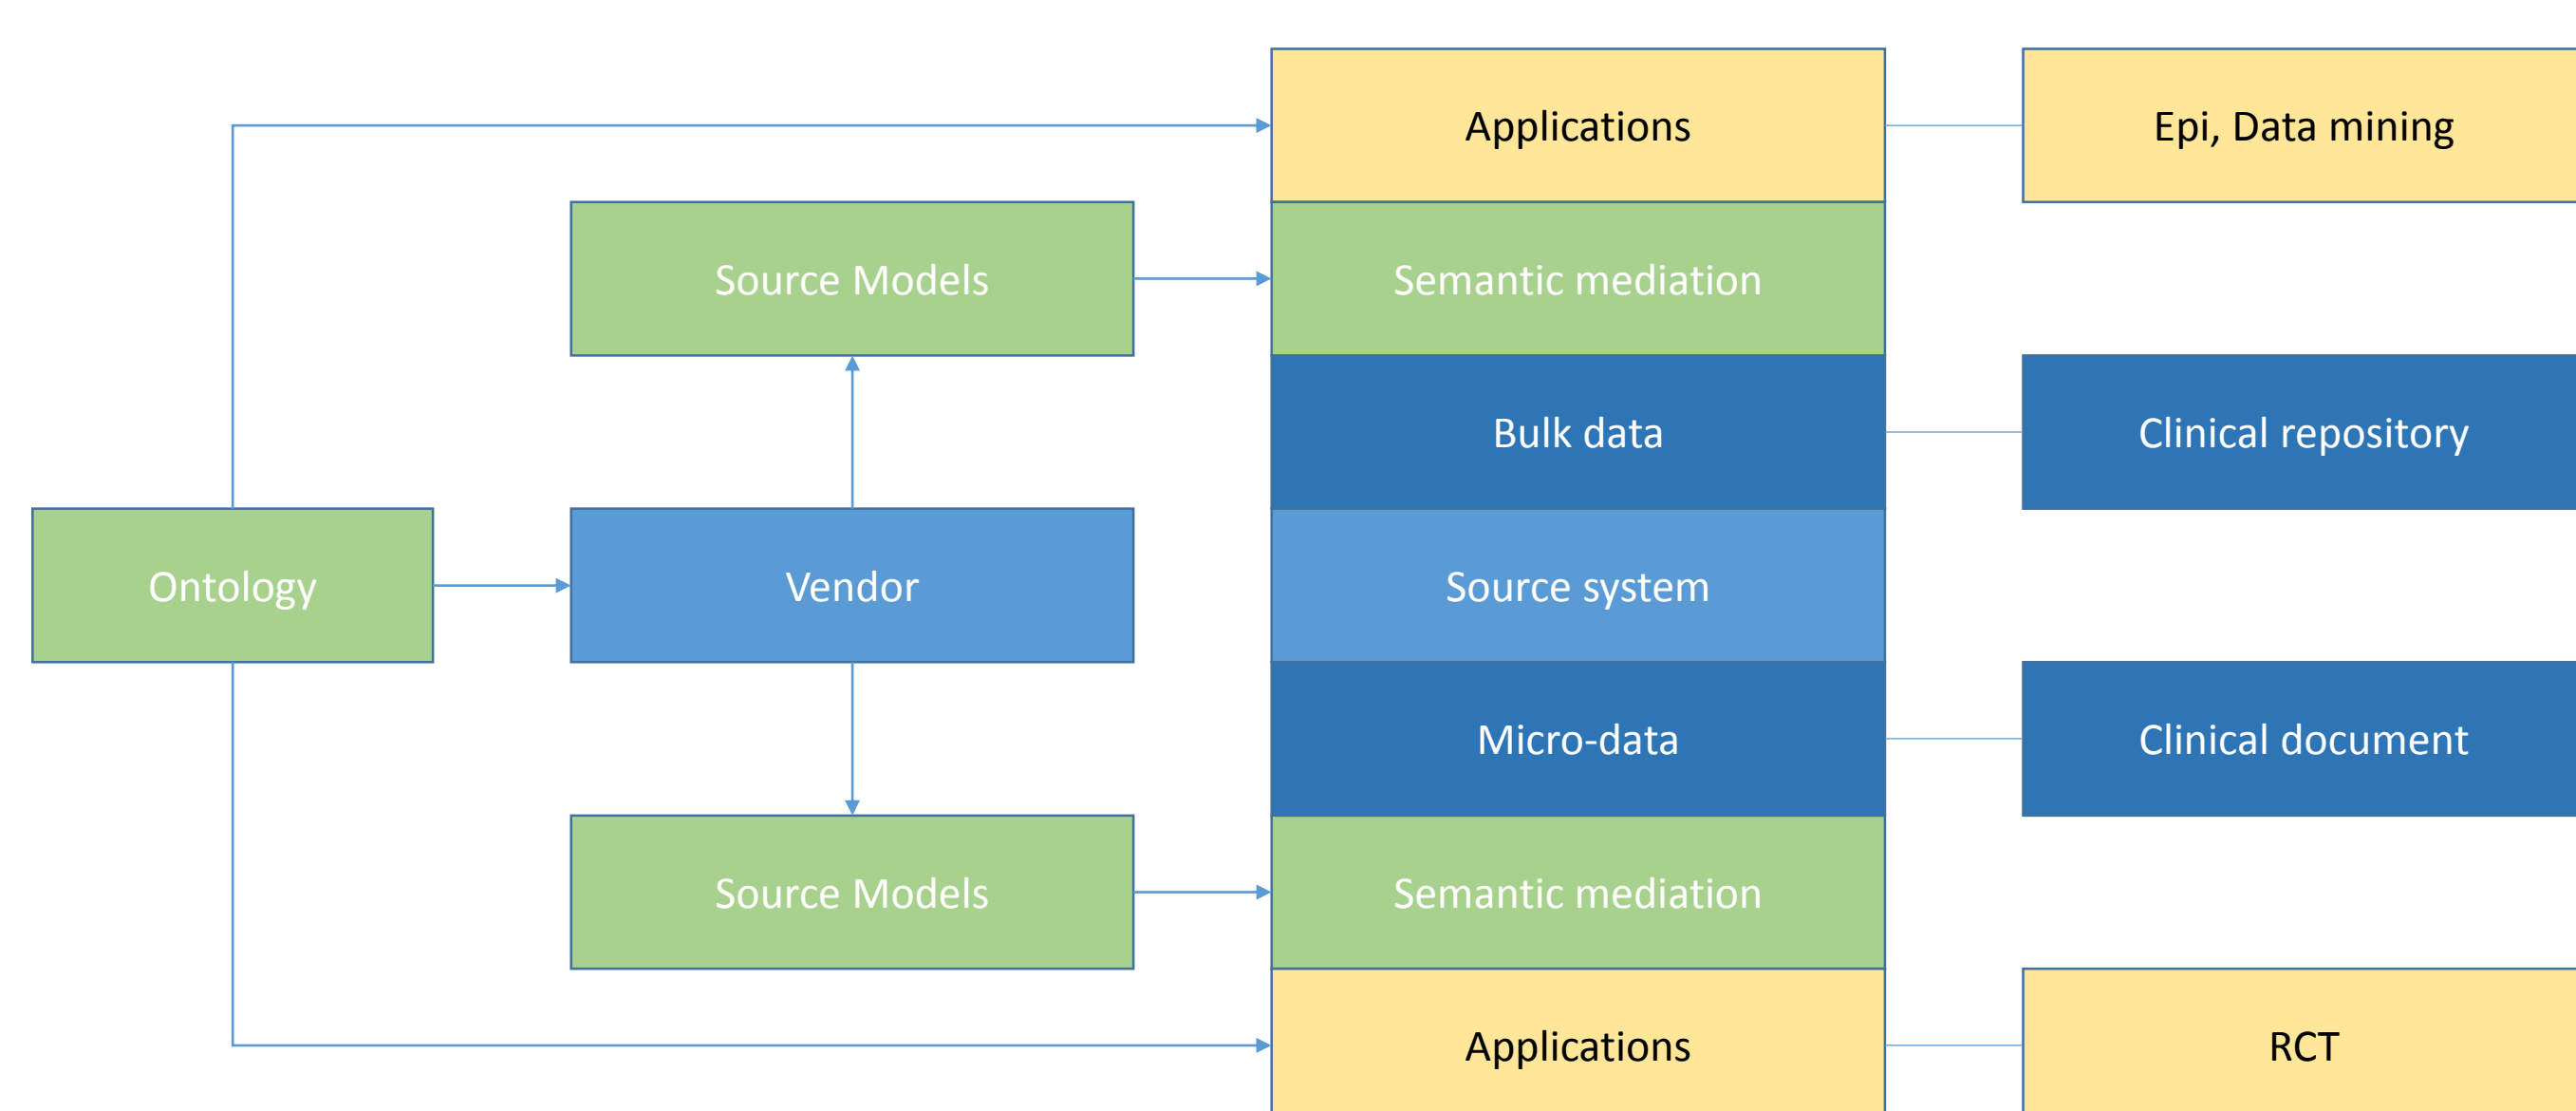 Applications
Epi, Data mining
Source Models
Semantic mediation
Bulk data
Clinical repository
Ontology
Vendor
Source system
Micro-data
Clinical document
Source Models
Semantic mediation
Applications
RCT